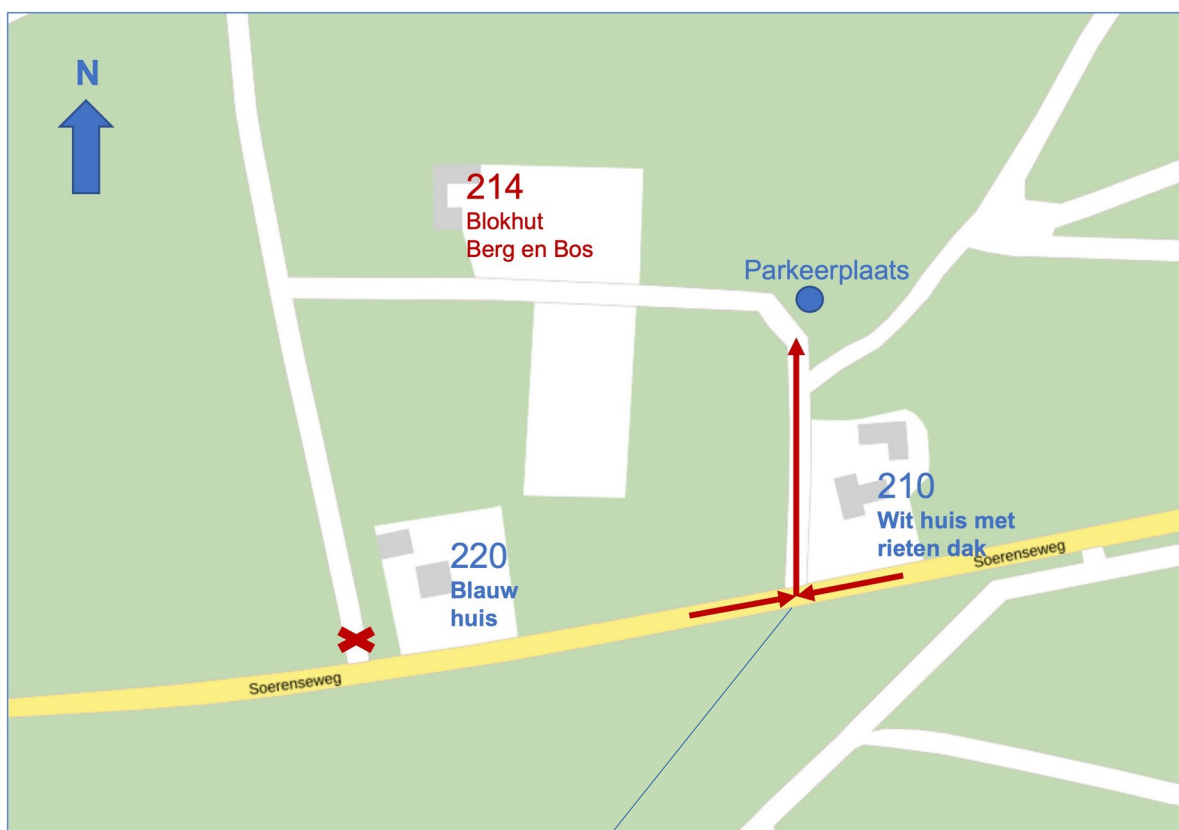 N
214
Blokhut
Berg en Bos
Parkeerplaats
210
Wit huis met
rieten dak
Soerenseweg
220
Blauw
huis
Soerenseweg